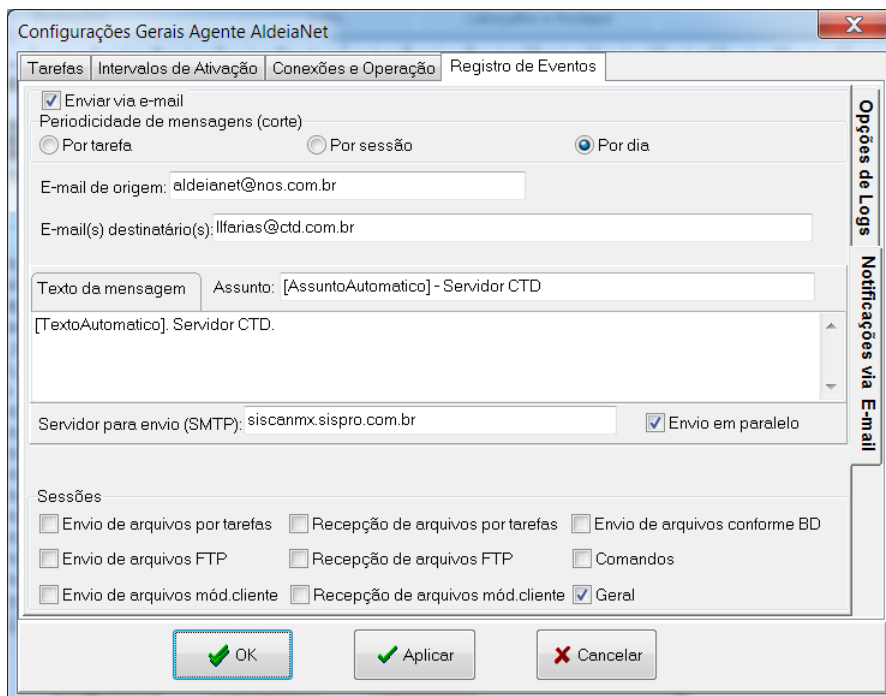 Configurações Gerais Agente AldeiaNet
Tarefas Intervalos de Ativação Conexões e Operação Registro de Eventos
Enviar via e-mail
Periodicidade de mensagens (corte)
Por tarefa Por sessão Por dia
E-mail de origem: aldeianet@nos.com.br
E-mail(s) destinatário(s): llfarias@ctd.com.br
Texto da mensagem Assunto: [AssuntoAutomatico] - Servidor CTD
[TextoAutomatico]. Servidor CTD.
Servidor para envio (SMTP): siscanmx.sispro.com.br Envio em paralelo
Sessões
Envio de arquivos por tarefas Recepção de arquivos por tarefas Envio de arquivos conforme BD
Envio de arquivos FTP Recepção de arquivos FTP Comandos
Envio de arquivos mód.cliente Recepção de arquivos mód.cliente Geral
Opções de Logs
Notificações via E-mail
OK Aplicar Cancelar